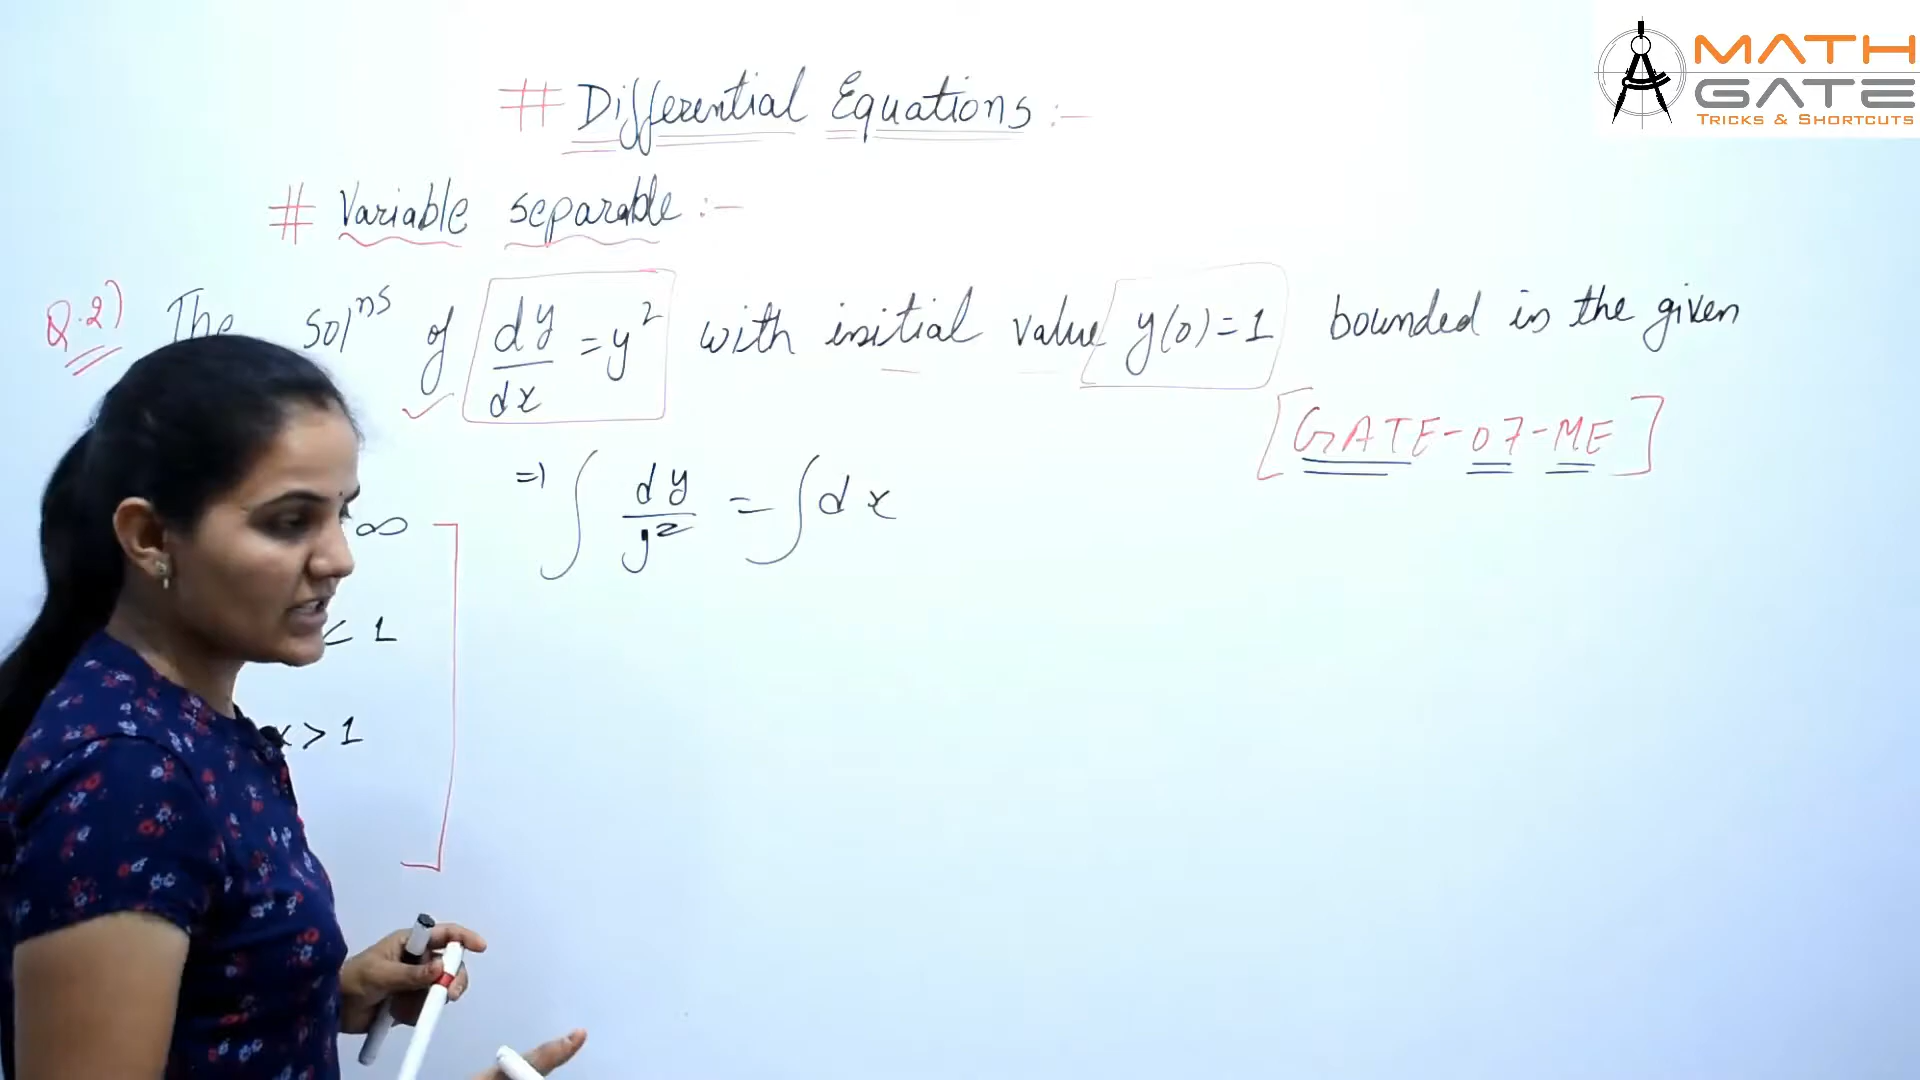 MATH
GATE
TRICKS & SHORTCUTS
# Differential Equations :-
# Variable separable :-
Q.2) The solⁿˢ of dy/dx = y² with initial value y(0)=1 bounded in the given
[GATE-07-ME]
=) ∫ dy/y² = ∫ dx
∞
< 1
x > 1